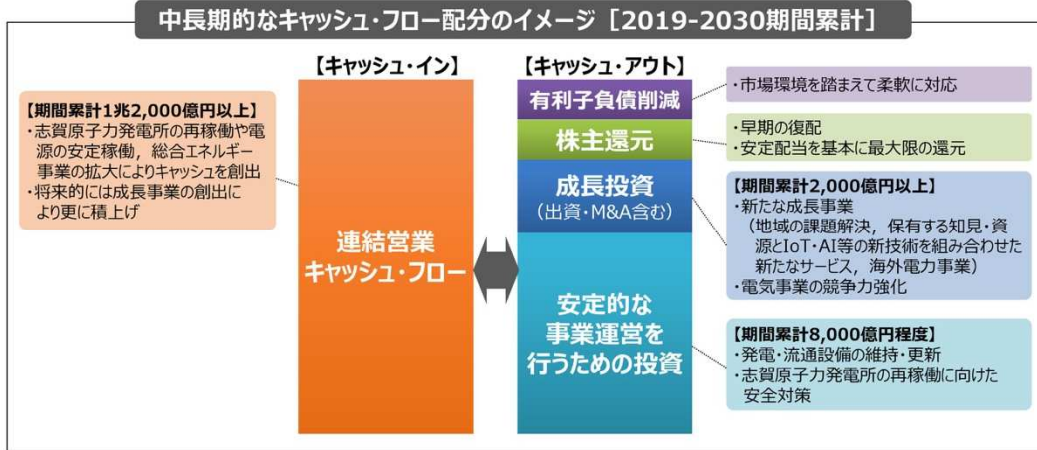 中長期的なキャッシュ・フロー配分のイメージ［2019-2030期間累計］
【キャッシュ・イン】
【期間累計1兆2,000億円以上】
・志賀原子力発電所の再稼働や電
源の安定稼働，総合エネルギー
事業の拡大によりキャッシュを創出
・将来的には成長事業の創出に
より更に積上げ
連結営業
キャッシュ・フロー
【キャッシュ・アウト】
有利子負債削減
・市場環境を踏まえて柔軟に対応
株主還元
・早期の復配
・安定配当を基本に最大限の還元
成長投資
（出資・M&A含む）
【期間累計2,000億円以上】
・新たな成長事業
（地域の課題解決，保有する知見・資
源とIoT・AI等の新技術を組み合わせた
新たなサービス，海外電力事業）
・電気事業の競争力強化
安定的な
事業運営を
行うための投資
【期間累計8,000億円程度】
・発電・流通設備の維持・更新
・志賀原子力発電所の再稼働に向けた
安全対策